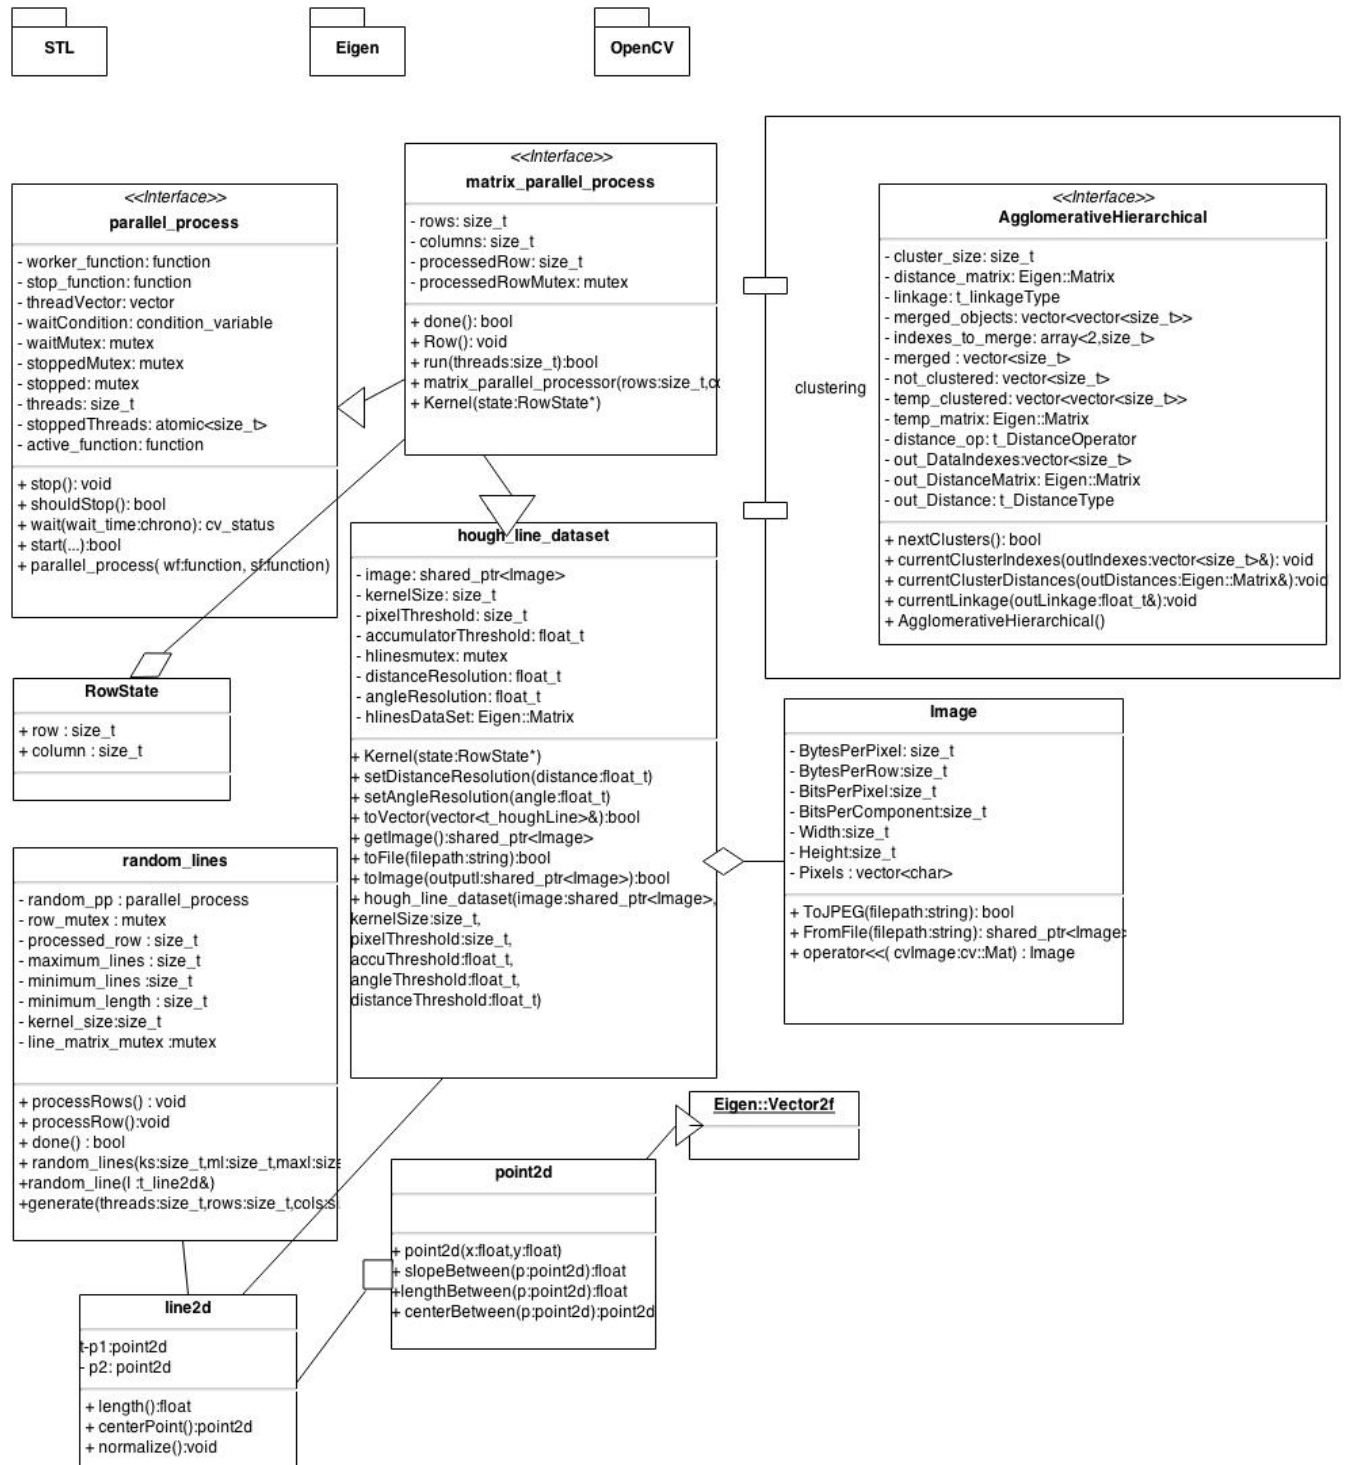 STL
Eigen
OpenCV
<<Interface>>
parallel_process
- worker_function: function
- stop_function: function
- threadVector: vector
- waitCondition: condition_variable
- waitMutex: mutex
- stoppedMutex: mutex
- stopped: mutex
- threads: size_t
- stoppedThreads: atomic<size_t>
- active_function: function
+ stop(): void
+ shouldStop(): bool
+ wait(wait_time:chrono): cv_status
+ start(...):bool
+ parallel_process( wf:function, sf:function)
<<Interface>>
matrix_parallel_process
- rows: size_t
- columns: size_t
- processedRow: size_t
- processedRowMutex: mutex
+ done(): bool
+ Row(): void
+ run(threads:size_t):bool
+ matrix_parallel_processor(rows:size_t,c
+ Kernel(state:RowState*)
clustering
<<Interface>>
AgglomerativeHierarchical
- cluster_size: size_t
- distance_matrix: Eigen::Matrix
- linkage: t_linkageType
- merged_objects: vector<vector<size_t>>
- indexes_to_merge: array<2,size_t>
- merged : vector<size_t>
- not_clustered: vector<size_t>
- temp_clustered: vector<vector<size_t>>
- temp_matrix: Eigen::Matrix
- distance_op: t_DistanceOperator
- out_DataIndexes:vector<size_t>
- out_DistanceMatrix: Eigen::Matrix
- out_Distance: t_DistanceType
+ nextClusters(): bool
+ currentClusterIndexes(outIndexes:vector<size_t>&): void
+ currentClusterDistances(outDistances:Eigen::Matrix&):void
+ currentLinkage(outLinkage:float_t&):void
+ AgglomerativeHierarchical()
RowState
+ row : size_t
+ column : size_t
hough_line_dataset
- image: shared_ptr<Image>
- kernelSize: size_t
- pixelThreshold: size_t
- accumulatorThreshold: float_t
- hlinesmutex: mutex
- distanceResolution: float_t
- angleResolution: float_t
- hlinesDataSet: Eigen::Matrix
+ Kernel(state:RowState*)
+ setDistanceResolution(distance:float_t)
+ setAngleResolution(angle:float_t)
+ toVector(vector<t_houghLine>&):bool
+ getImage():shared_ptr<Image>
+ toFile(filepath:string):bool
+ toImage(outputI:shared_ptr<Image>):bool
+ hough_line_dataset(image:shared_ptr<Image>,
kernelSize:size_t,
pixelThreshold:size_t,
accuThreshold:float_t,
angleThreshold:float_t,
distanceThreshold:float_t)
Image
- BytesPerPixel: size_t
- BytesPerRow:size_t
- BitsPerPixel:size_t
- BitsPerComponent:size_t
- Width:size_t
- Height:size_t
- Pixels : vector<char>
+ ToJPEG(filepath:string): bool
+ FromFile(filepath:string): shared_ptr<Image>
+ operator<<( cvImage:cv::Mat) : Image
random_lines
- random_pp : parallel_process
- row_mutex : mutex
- processed_row : size_t
- maximum_lines : size_t
- minimum_lines :size_t
- minimum_length : size_t
- kernel_size:size_t
- line_matrix_mutex :mutex
+ processRows() : void
+ processRow():void
+ done() : bool
+ random_lines(ks:size_t,ml:size_t,maxl:size
+random_line(l :t_line2d&)
+generate(threads:size_t,rows:size_t,cols:s
Eigen::Vector2f
point2d
+ point2d(x:float,y:float)
+ slopeBetween(p:point2d):float
+lengthBetween(p:point2d):float
+ centerBetween(p:point2d):point2d
line2d
t-p1:point2d
- p2: point2d
+ length():float
+ centerPoint():point2d
+ normalize():void